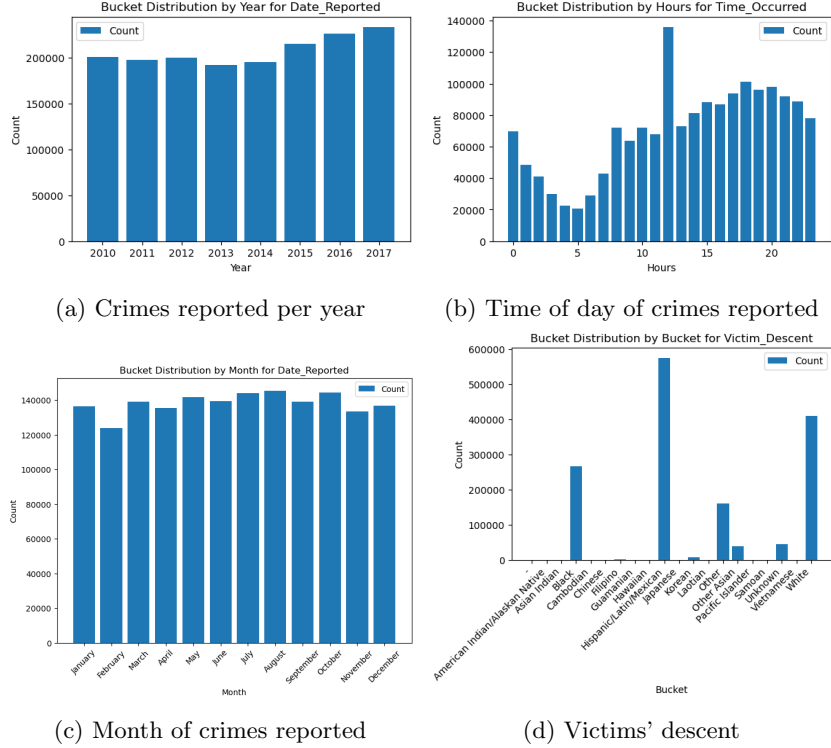 Bucket Distribution by Year for Date_Reported
Count
200000
150000
100000
50000
0
Count
2010 2011 2012 2013 2014 2015 2016 2017
Year
(a) Crimes reported per year
Bucket Distribution by Hours for Time_Occurred
Count
140000
120000
100000
80000
60000
40000
20000
0
Count
0 5 10 15 20
Hours
(b) Time of day of crimes reported
Bucket Distribution by Month for Date_Reported
Count
140000
120000
100000
80000
60000
40000
20000
0
Count
January February March April May June July August September October November December
Month
(c) Month of crimes reported
Bucket Distribution by Bucket for Victim_Descent
Count
600000
500000
400000
300000
200000
100000
0
Count
-
American Indian/Alaskan Native
Asian Indian
Black
Cambodian
Chinese
Filipino
Guamanian
Hawaiian
Hispanic/Latin/Mexican
Japanese
Korean
Laotian
Other
Other Asian
Pacific Islander
Samoan
Unknown
Vietnamese
White
Bucket
(d) Victims' descent